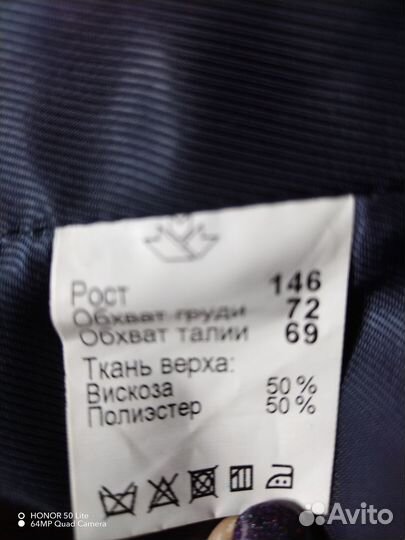 Рост 146
Обхват груди 72
Обхват талии 69
Ткань верха:
Вискоза 50 %
Полиэстер 50 %
HONOR 50 Lite
64MP Quad Camera
Avito